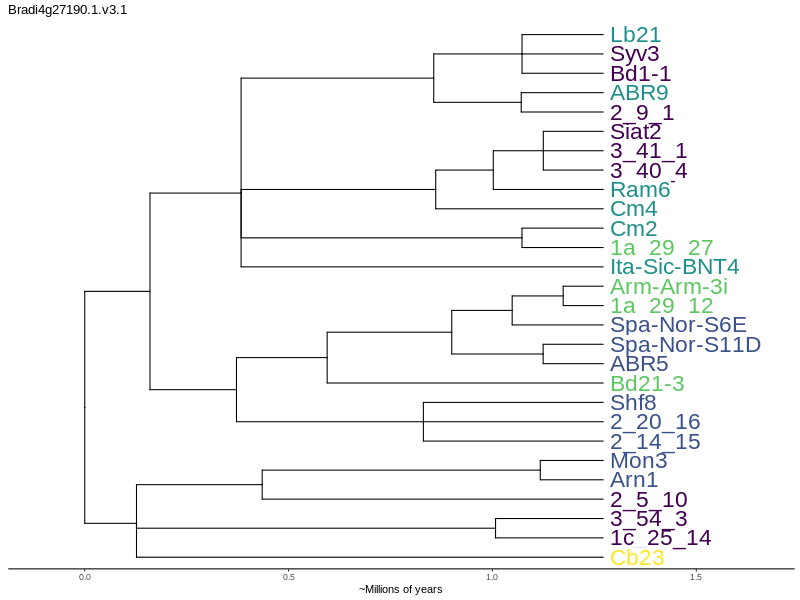 Bradi4g27190.1.v3.1
Lb21
Syv3
Bd1-1
ABR9
2_9_1
Siat2
3_41_1
3_40_4
Ram6
Cm4
Cm2
1a_29_27
Ita-Sic-BNT4
Arm-Arm-3i
1a_29_12
Spa-Nor-S6E
Spa-Nor-S11D
ABR5
Bd21-3
Shf8
2_20_16
2_14_15
Mon3
Arn1
2_5_10
3_54_3
1c_25_14
Cb23
0.0 0.5 1.0 1.5
~Millions of years